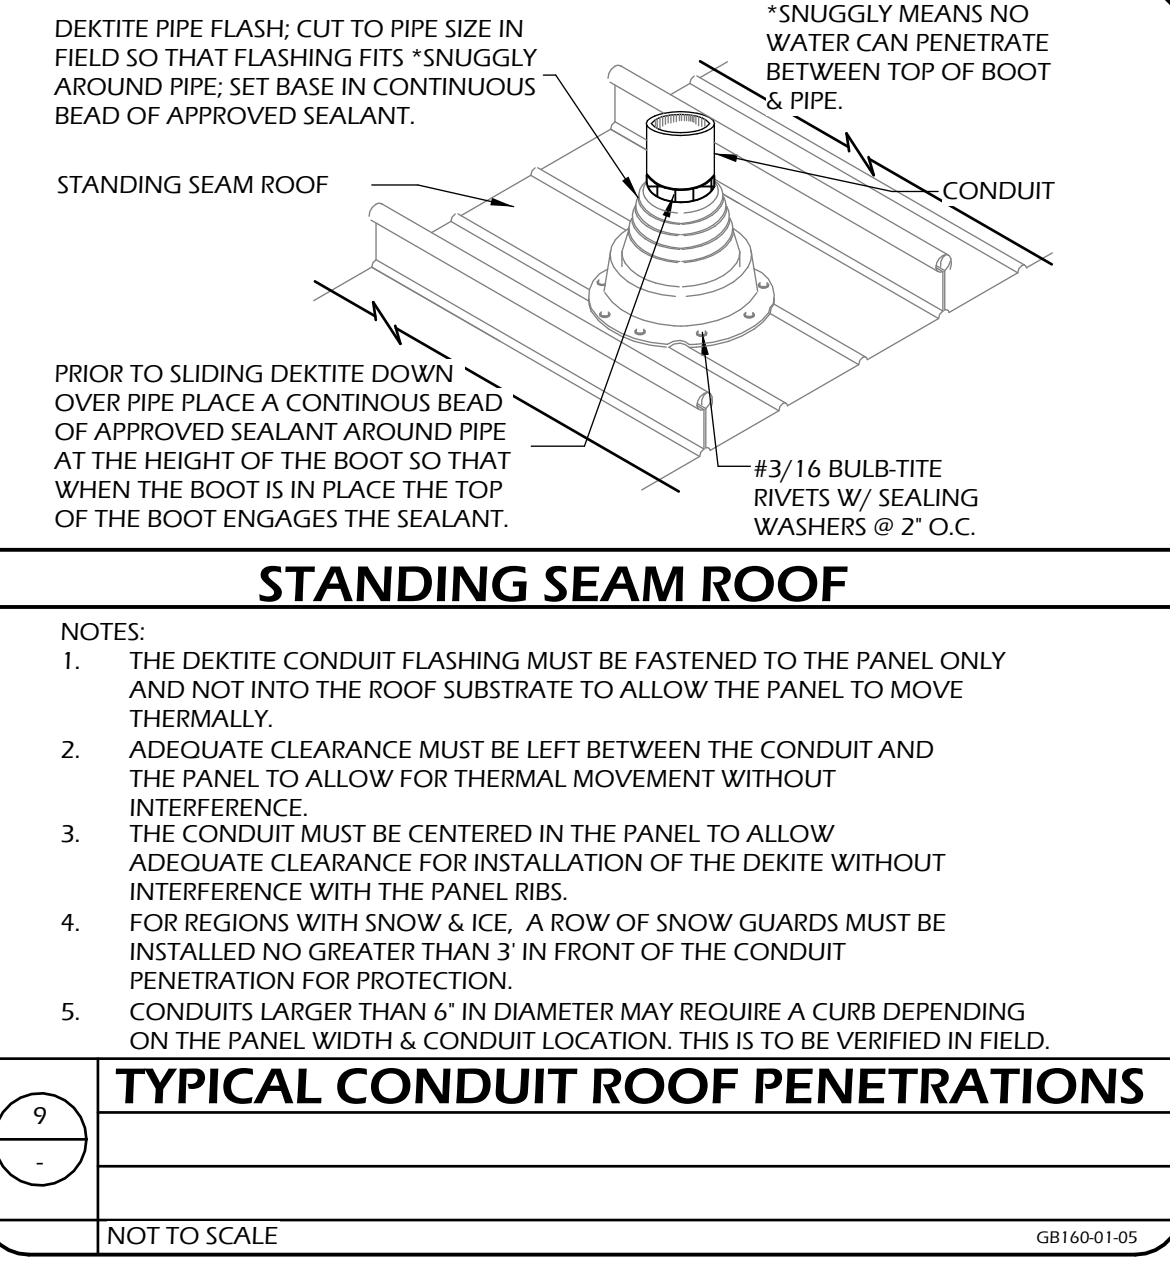 DEKTITE PIPE FLASH; CUT TO PIPE SIZE IN
FIELD SO THAT FLASHING FITS *SNUGGLY
AROUND PIPE; SET BASE IN CONTINUOUS
BEAD OF APPROVED SEALANT.
*SNUGGLY MEANS NO
WATER CAN PENETRATE
BETWEEN TOP OF BOOT
& PIPE.
STANDING SEAM ROOF
CONDUIT
PRIOR TO SLIDING DEKTITE DOWN
OVER PIPE PLACE A CONTINOUS BEAD
OF APPROVED SEALANT AROUND PIPE
AT THE HEIGHT OF THE BOOT SO THAT
WHEN THE BOOT IS IN PLACE THE TOP
OF THE BOOT ENGAGES THE SEALANT.
#3/16 BULB-TITE
RIVETS W/ SEALING
WASHERS @ 2" O.C.
STANDING SEAM ROOF
NOTES:
1. THE DEKTITE CONDUIT FLASHING MUST BE FASTENED TO THE PANEL ONLY
AND NOT INTO THE ROOF SUBSTRATE TO ALLOW THE PANEL TO MOVE
THERMALLY.
2. ADEQUATE CLEARANCE MUST BE LEFT BETWEEN THE CONDUIT AND
THE PANEL TO ALLOW FOR THERMAL MOVEMENT WITHOUT
INTERFERENCE.
3. THE CONDUIT MUST BE CENTERED IN THE PANEL TO ALLOW
ADEQUATE CLEARANCE FOR INSTALLATION OF THE DEKITE WITHOUT
INTERFERENCE WITH THE PANEL RIBS.
4. FOR REGIONS WITH SNOW & ICE, A ROW OF SNOW GUARDS MUST BE
INSTALLED NO GREATER THAN 3' IN FRONT OF THE CONDUIT
PENETRATION FOR PROTECTION.
5. CONDUITS LARGER THAN 6" IN DIAMETER MAY REQUIRE A CURB DEPENDING
ON THE PANEL WIDTH & CONDUIT LOCATION. THIS IS TO BE VERIFIED IN FIELD.
TYPICAL CONDUIT ROOF PENETRATIONS
9
-
NOT TO SCALE
GB160-01-05